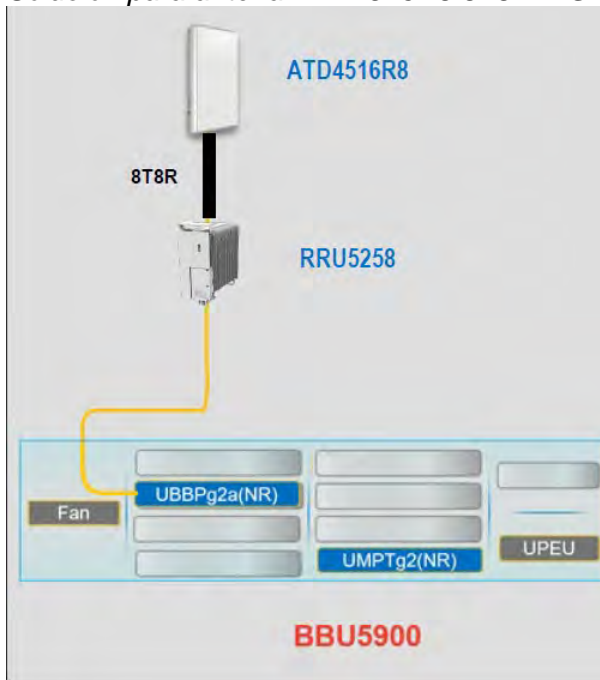 ATD4516R8
8T8R
RRU5258
UBBPg2a(NR)
Fan
UMPTg2(NR)
UPEU
BBU5900